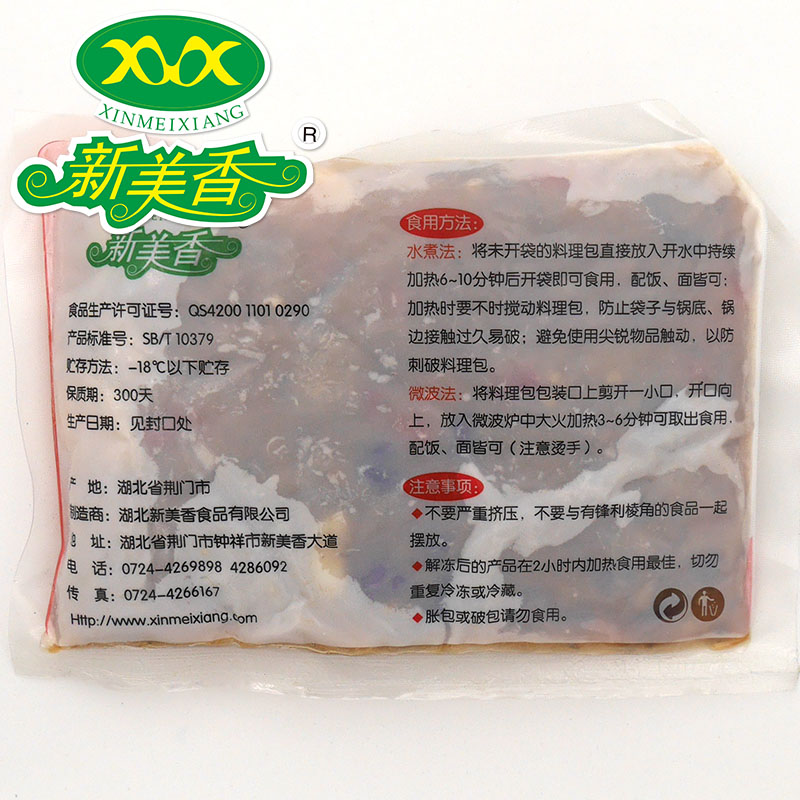 XINMEIXIANG
®
新美香
新美香
食品生产许可证号：QS4200 1101 0290
产品标准号：SB/T 10379
贮存方法：-18℃以下贮存
保质期：300天
生产日期：见封口处
产 地：湖北省荆门市
制造商：湖北新美香食品有限公司
地 址：湖北省荆门市钟祥市新美香大道
电 话：0724-4269898 4286092
传 真：0724-4266167
Http://www.xinmeixiang.com
食用方法：
水煮法：将未开袋的料理包直接放入开水中持续
加热6~10分钟后开袋即可食用，配饭、面皆可；
加热时要不时搅动料理包，防止袋子与锅底、锅
边接触过久易破；避免使用尖锐物品触动，以防
刺破料理包。
微波法：将料理包包装口上剪开一小口，开口向
上，放入微波炉中大火加热3~6分钟可取出食用，
配饭、面皆可（注意烫手）。
注意事项：
◆不要严重挤压，不要与有锋利棱角的食品一起
摆放。
◆解冻后的产品在2小时内加热食用最佳，切勿
重复冷冻或冷藏。
◆胀包或破包请勿食用。